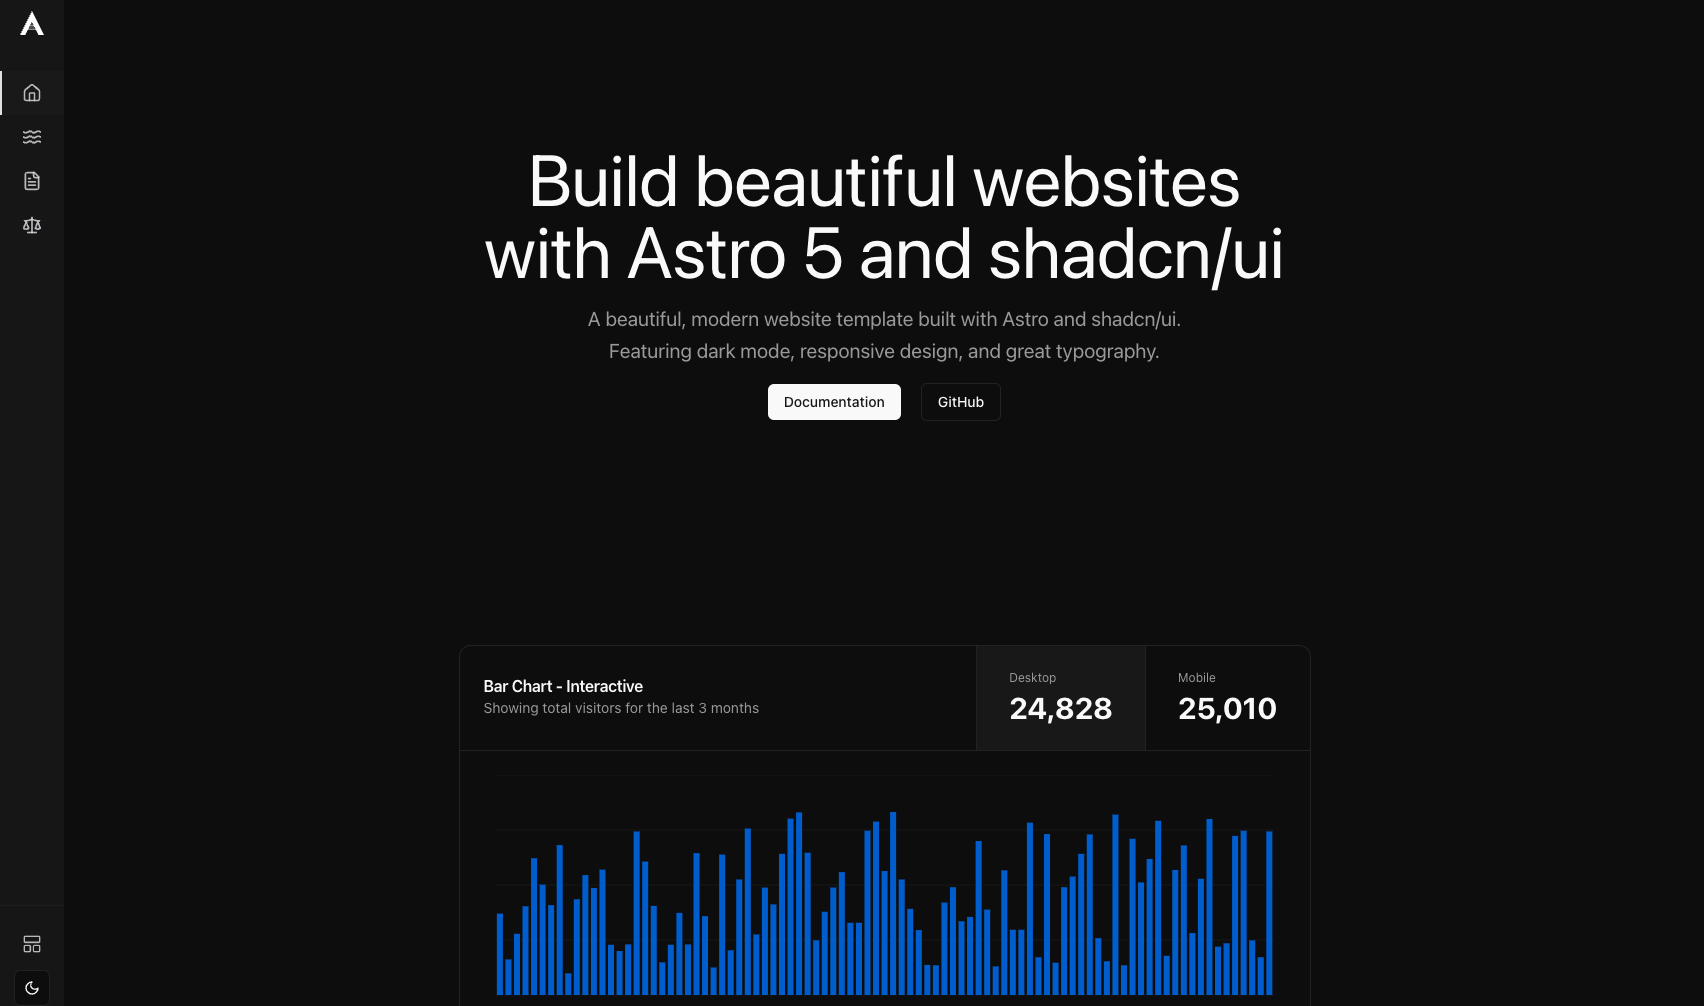 Build beautiful websites
with Astro 5 and shadcn/ui
A beautiful, modern website template built with Astro and shadcn/ui.
Featuring dark mode, responsive design, and great typography.
Documentation
GitHub
Bar Chart - Interactive
Showing total visitors for the last 3 months
Desktop
24,828
Mobile
25,010